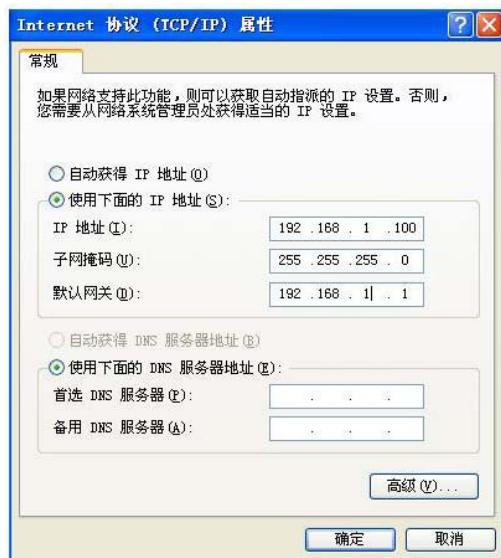 Internet 协议 (TCP/IP) 属性
常规
如果网络支持此功能，则可以获取自动指派的 IP 设置。否则，
您需要从网络系统管理员处获得适当的 IP 设置。
自动获得 IP 地址(O)
使用下面的 IP 地址(S):
IP 地址(I): 192 .168 . 1 .100
子网掩码(U): 255 .255 .255 . 0
默认网关(D): 192 .168 . 1 . 1
自动获得 DNS 服务器地址(B)
使用下面的 DNS 服务器地址(E):
首选 DNS 服务器(P): . . .
备用 DNS 服务器(A): . . .
高级(V)...
确定 取消